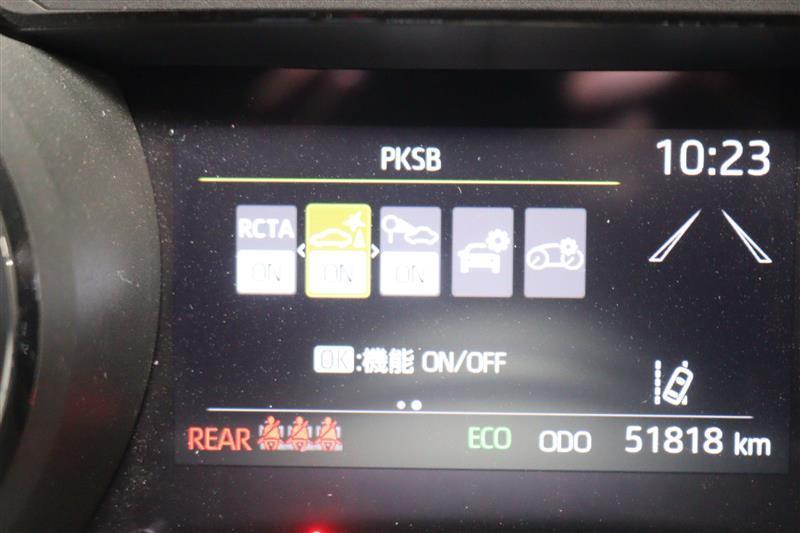 PKSB
10:23
RCTA
ON ON ON
OK:機能 ON/OFF
REAR ECO ODO 51818 km